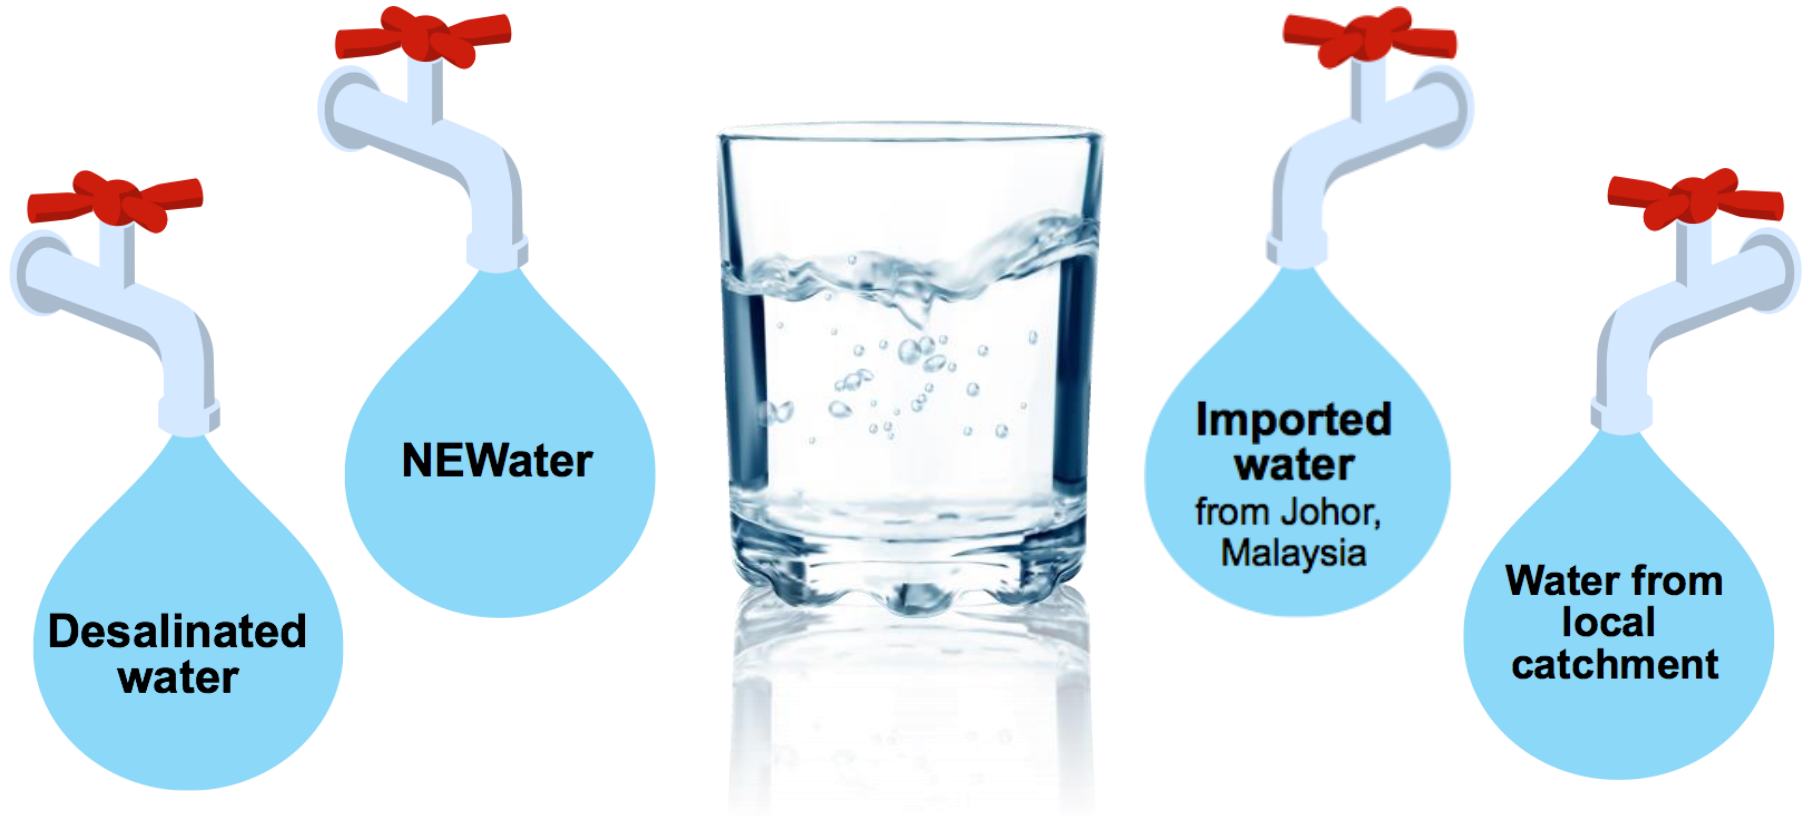 Desalinated
water
NEWater
Imported
water
from Johor,
Malaysia
Water from
local
catchment